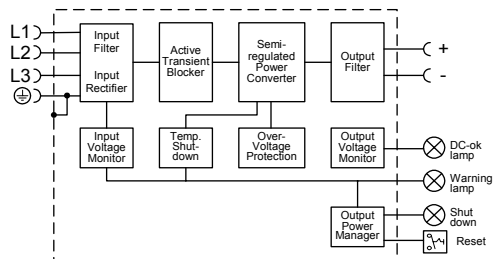 L1
L2
L3
Input
Filter
Input
Rectifier
Active
Transient
Blocker
Semi-
regulated
Power
Converter
Output
Filter
+
-
Input
Voltage
Monitor
Temp.
Shut-
down
Over-
Voltage
Protection
Output
Voltage
Monitor
DC-ok
lamp
Warning
lamp
Output
Power
Manager
Shut
down
Reset